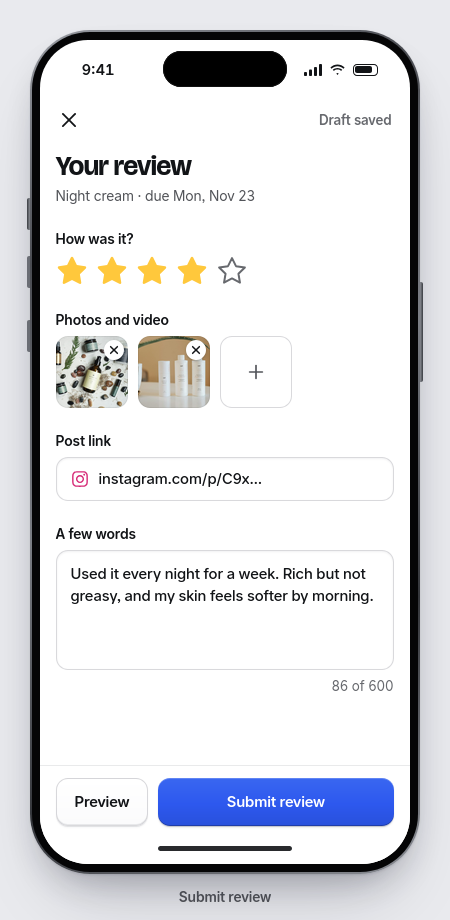 9:41
Draft saved
Your review
Night cream · due Mon, Nov 23
How was it?
Photos and video
Post link
instagram.com/p/C9x...
A few words
Used it every night for a week. Rich but not
greasy, and my skin feels softer by morning.
86 of 600
Preview
Submit review
Submit review